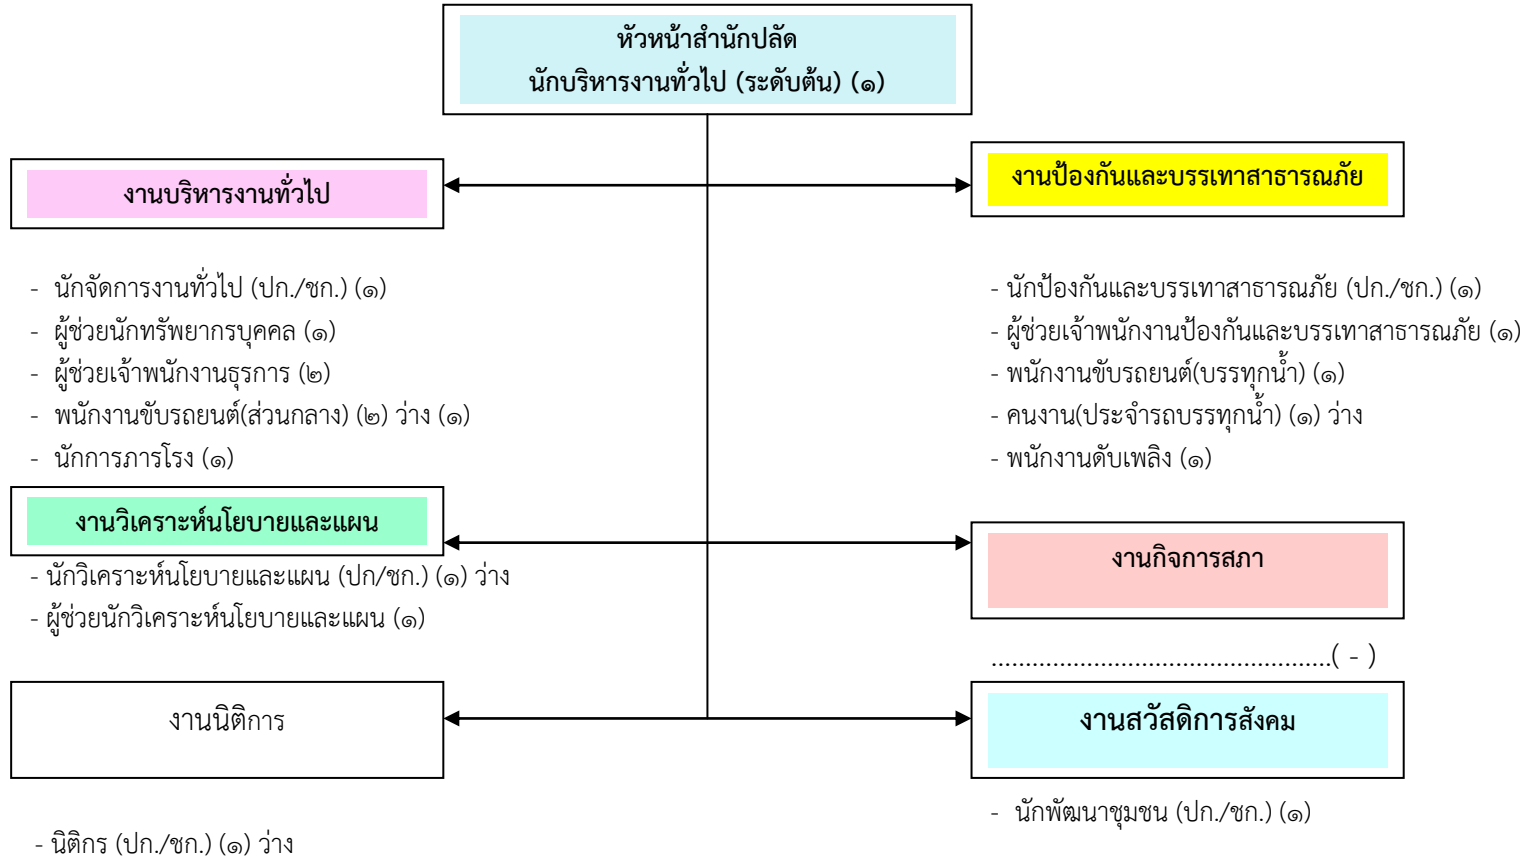 หัวหน้าสำนักปลัด
นักบริหารงานทั่วไป (ระดับต้น) (๑)
งานบริหารงานทั่วไป
- นักจัดการงานทั่วไป (ปก./ชก.) (๑)
- ผู้ช่วยนักทรัพยากรบุคคล (๑)
- ผู้ช่วยเจ้าพนักงานธุรการ (๒)
- พนักงานขับรถยนต์(ส่วนกลาง) (๒) ว่าง (๑)
- นักการภารโรง (๑)
งานป้องกันและบรรเทาสาธารณภัย
- นักป้องกันและบรรเทาสาธารณภัย (ปก./ชก.) (๑)
- ผู้ช่วยเจ้าพนักงานป้องกันและบรรเทาสาธารณภัย (๑)
- พนักงานขับรถยนต์(บรรทุกน้ำ) (๑)
- คนงาน(ประจำรถบรรทุกน้ำ) (๑) ว่าง
- พนักงานดับเพลิง (๑)
งานวิเคราะห์นโยบายและแผน
- นักวิเคราะห์นโยบายและแผน (ปก/ชก.) (๑) ว่าง
- ผู้ช่วยนักวิเคราะห์นโยบายและแผน (๑)
งานกิจการสภา
..................................................( - )
งานนิติการ
- นิติกร (ปก./ชก.) (๑) ว่าง
งานสวัสดิการสังคม
- นักพัฒนาชุมชน (ปก./ชก.) (๑)